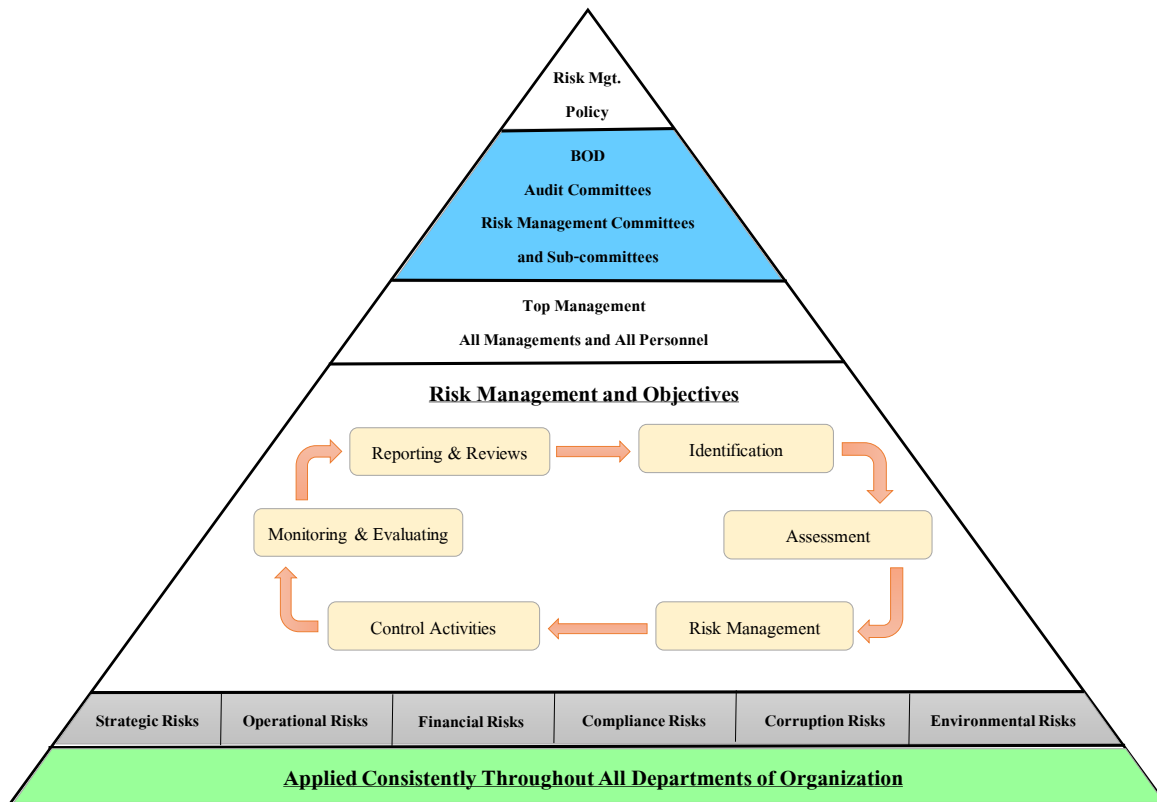 Risk Mgt.
Policy
BOD
Audit Committees
Risk Management Committees
and Sub-committees
Top Management
All Managements and All Personnel
Risk Management and Objectives
Reporting & Reviews
Identification
Monitoring & Evaluating
Assessment
Control Activities
Risk Management
Strategic Risks
Operational Risks
Financial Risks
Compliance Risks
Corruption Risks
Environmental Risks
Applied Consistently Throughout All Departments of Organization